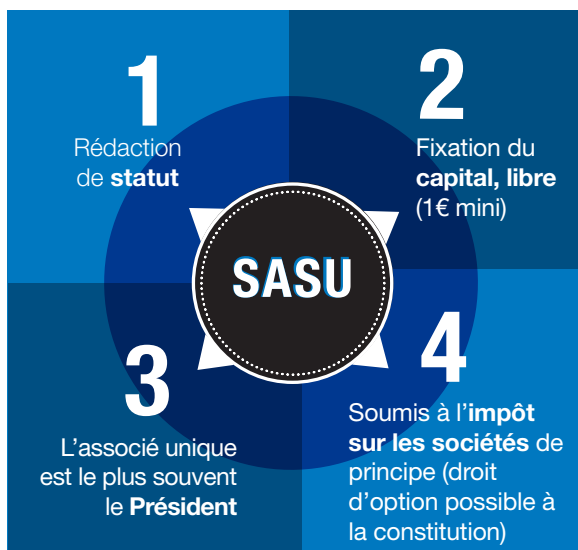 1
Rédaction
de statut
2
Fixation du
capital, libre
(1€ mini)
SASU
3
L'associé unique
est le plus souvent
le Président
4
Soumis à l'impôt
sur les sociétés de
principe (droit
d'option possible à
la constitution)